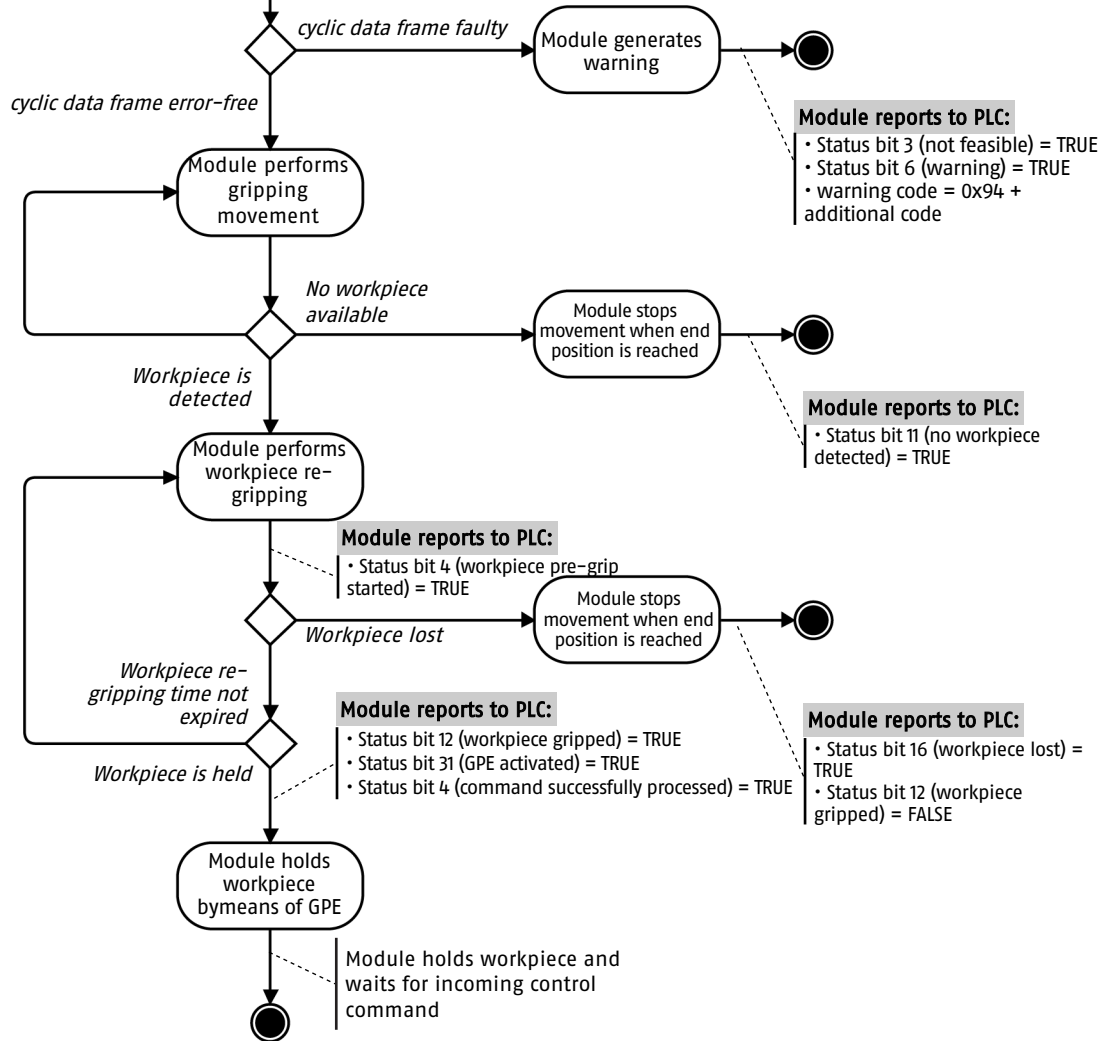 cyclic data frame faulty
Module generates
warning
cyclic data frame error-free
Module reports to PLC:
• Status bit 3 (not feasible) = TRUE
• Status bit 6 (warning) = TRUE
• warning code = 0x94 +
additional code
Module performs
gripping
movement
No workpiece
available
Module stops
movement when end
position is reached
Workpiece is
detected
Module reports to PLC:
• Status bit 11 (no workpiece
detected) = TRUE
Module performs
workpiece re-
gripping
Module reports to PLC:
• Status bit 4 (workpiece pre-grip
started) = TRUE
Module stops
movement when end
position is reached
Workpiece lost
Workpiece re-
gripping time not
expired
Module reports to PLC:
• Status bit 12 (workpiece gripped) = TRUE
• Status bit 31 (GPE activated) = TRUE
• Status bit 4 (command successfully processed) = TRUE
Module reports to PLC:
• Status bit 16 (workpiece lost) =
TRUE
• Status bit 12 (workpiece
gripped) = FALSE
Workpiece is held
Module holds
workpiece
bymeans of GPE
Module holds workpiece and
waits for incoming control
command